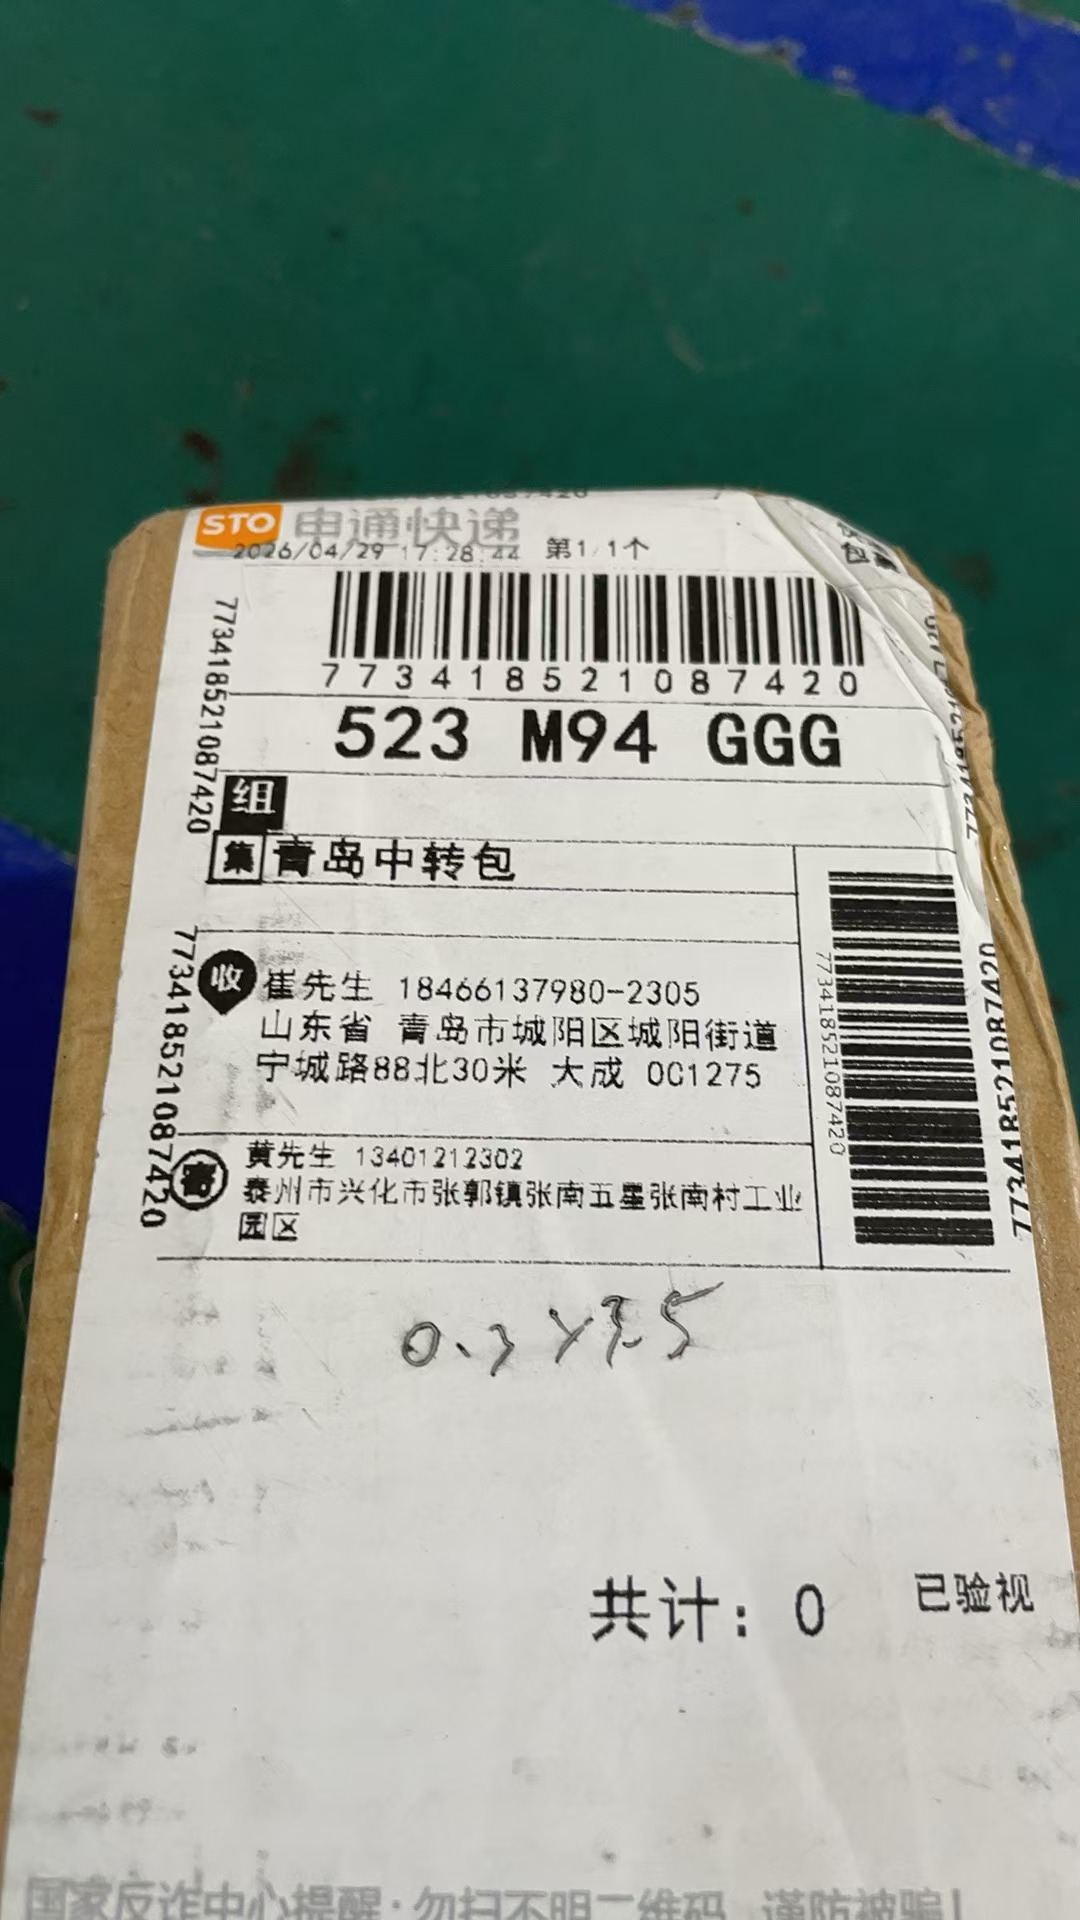 STO 申通快递
2026/04/29 17:28:44 第1/1个
773418521087420
523 M94 GGG
组
集 青岛中转包
收 崔先生 18466137980-2305
山东省 青岛市城阳区城阳街道
宁城路88北30米 大成 0C1275
寄 黄先生 13401212302
泰州市兴化市张郭镇张南五星张南村工业
园区
773418521087420
773418521087420
773418521087420
773418521087420
共计：0
已验视
国家反诈中心提醒：勿扫不明二维码，谨防被骗！